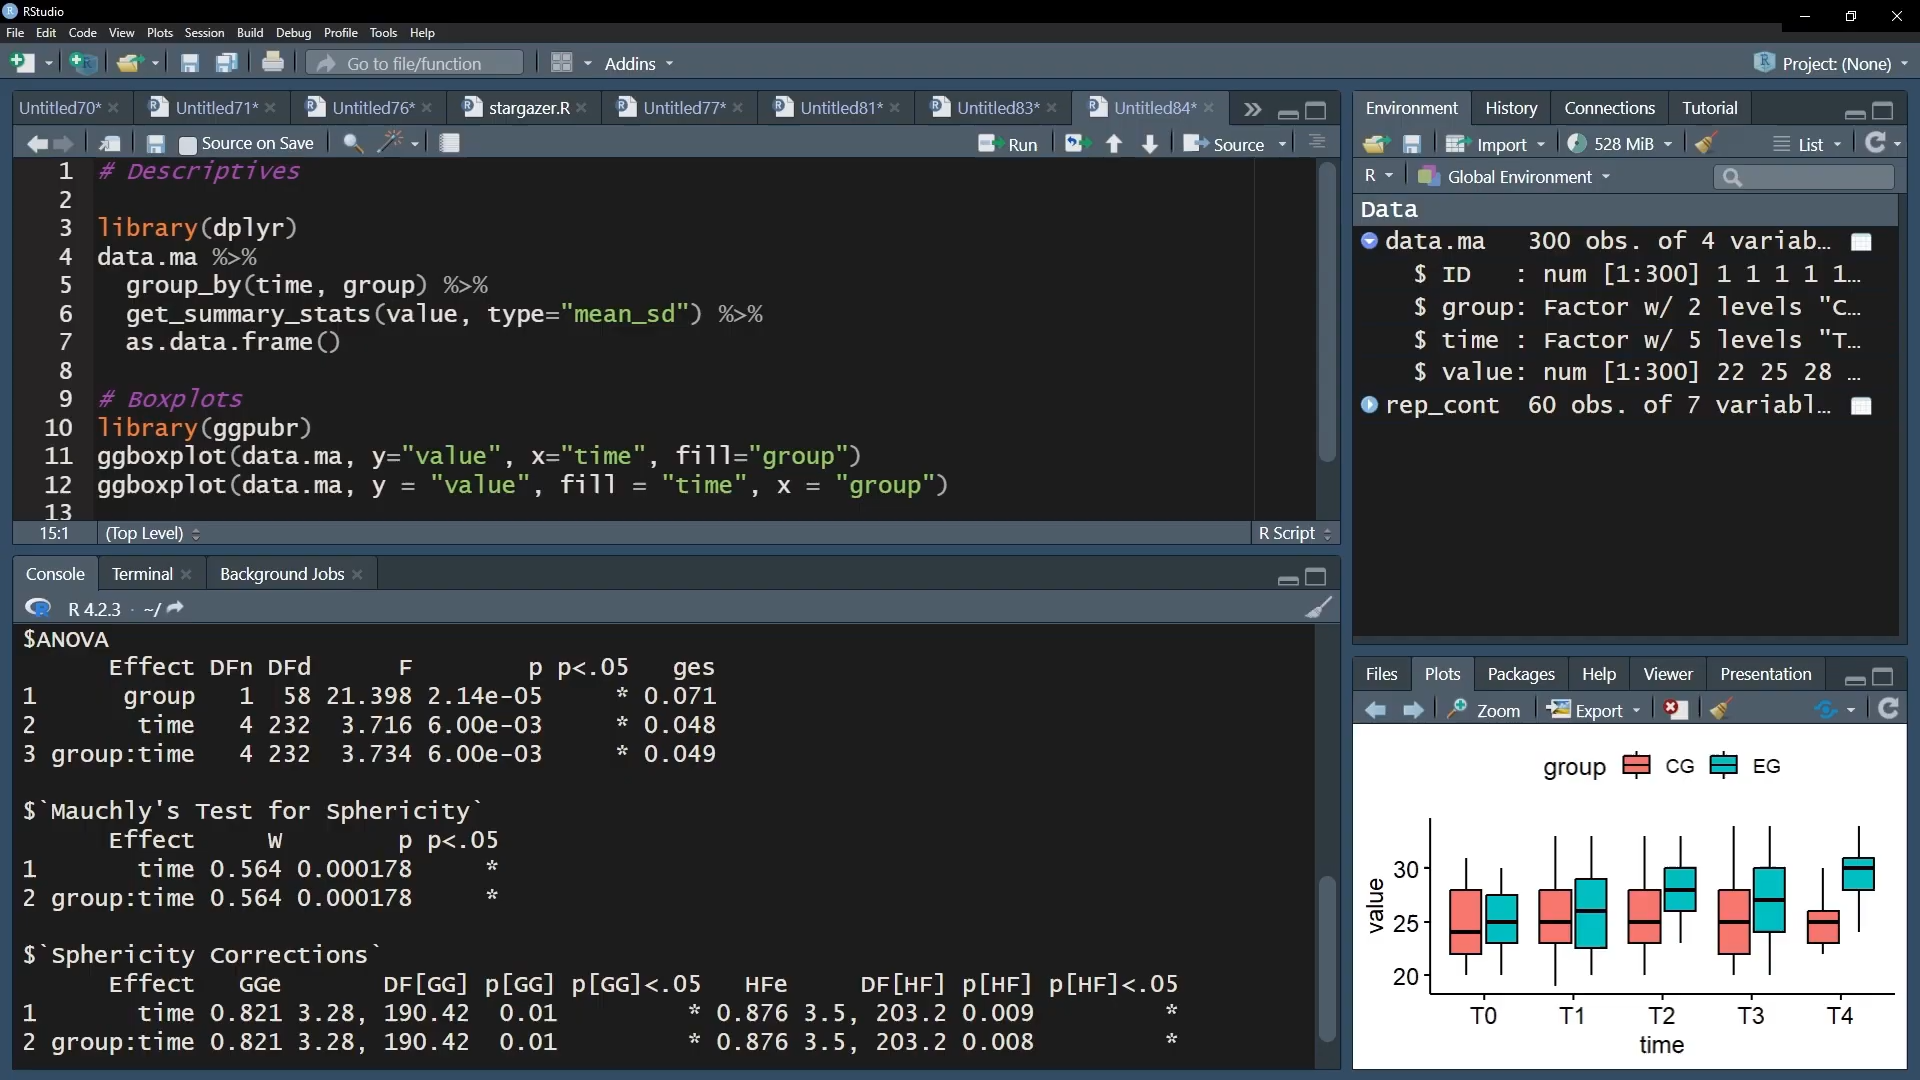 RStudio
File Edit Code View Plots Session Build Debug Profile Tools Help
Go to file/function Addins Project: (None)
Untitled70* Untitled71* Untitled76* stargazer.R Untitled77* Untitled81* Untitled83* Untitled84*
Source on Save Run Source
1 # Descriptives
2
3 library(dplyr)
4 data.ma %>%
5 group_by(time, group) %>%
6 get_summary_stats(value, type="mean_sd") %>%
7 as.data.frame()
8
9 # Boxplots
10 library(ggpubr)
11 ggboxplot(data.ma, y="value", x="time", fill="group")
12 ggboxplot(data.ma, y = "value", fill = "time", x = "group")
13
15:1 (Top Level) R Script
Console Terminal Background Jobs
R 4.2.3 · ~/
$ANOVA
Effect DFn DFd F p p<.05 ges
1 group 1 58 21.398 2.14e-05 * 0.071
2 time 4 232 3.716 6.00e-03 * 0.048
3 group:time 4 232 3.734 6.00e-03 * 0.049
$`Mauchly's Test for Sphericity`
Effect W p p<.05
1 time 0.564 0.000178 *
2 group:time 0.564 0.000178 *
$`Sphericity Corrections`
Effect GGe DF[GG] p[GG] p[GG]<.05 HFe DF[HF] p[HF] p[HF]<.05
1 time 0.821 3.28, 190.42 0.01 * 0.876 3.5, 203.2 0.009 *
2 group:time 0.821 3.28, 190.42 0.01 * 0.876 3.5, 203.2 0.008 *
Environment History Connections Tutorial
Import 528 MiB List
R Global Environment
Data
data.ma 300 obs. of 4 variab…
$ ID : num [1:300] 1 1 1 1 1…
$ group: Factor w/ 2 levels "C…
$ time : Factor w/ 5 levels "T…
$ value: num [1:300] 22 25 28 …
rep_cont 60 obs. of 7 variabl…
Files Plots Packages Help Viewer Presentation
Zoom Export
group CG EG
value
30
25
20
T0 T1 T2 T3 T4
time